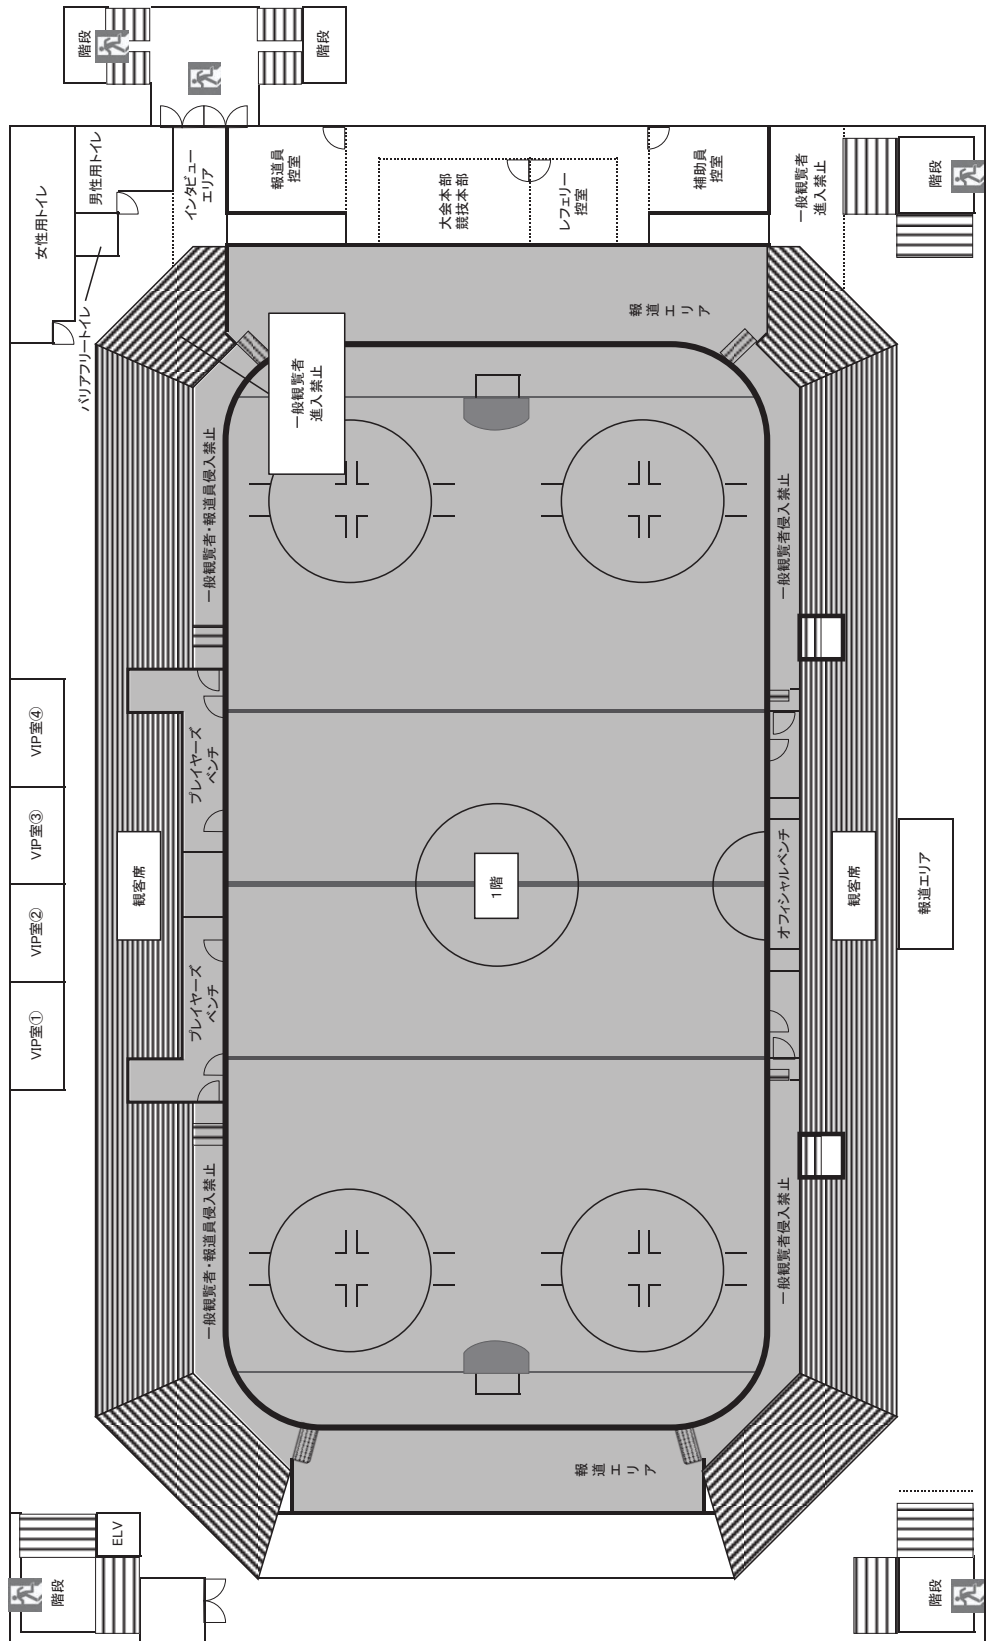 階段
階段
女性用トイレ
男性用トイレ
バリアフリートイレ
インタビュー
エリア
報道員
控室
大会本部
競技本部
レフェリー
控室
補助員
控室
一般観覧者
進入禁止
階段
報道エリア
一般観覧者
進入禁止
一般観覧者・報道員侵入禁止
一般観覧者侵入禁止
VIP室④
VIP室③
VIP室②
VIP室①
観客席
プレイヤーズ
ベンチ
プレイヤーズ
ベンチ
1階
オフィシャルベンチ
観客席
報道エリア
一般観覧者・報道員侵入禁止
一般観覧者侵入禁止
報道エリア
ELV
階段
階段